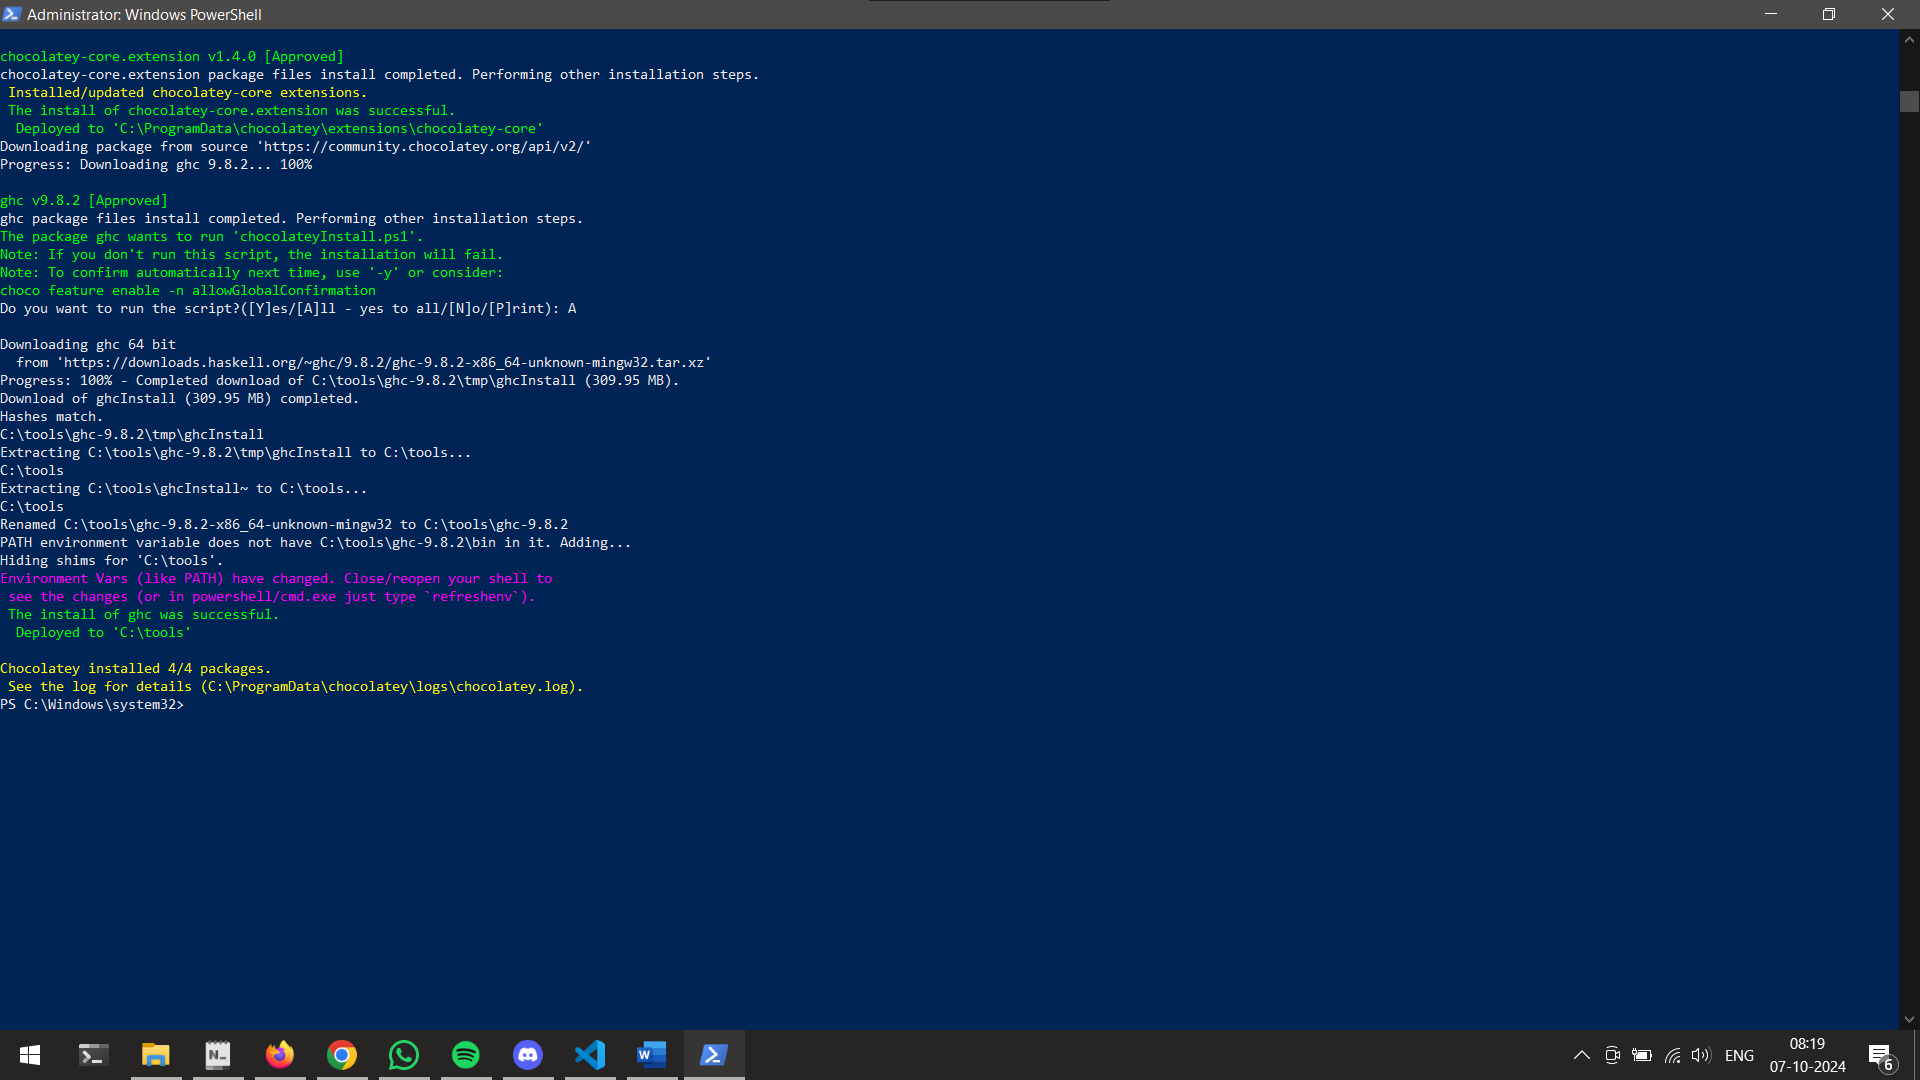 Administrator: Windows PowerShell
chocolatey-core.extension v1.4.0 [Approved]
chocolatey-core.extension package files install completed. Performing other installation steps.
 Installed/updated chocolatey-core extensions.
 The install of chocolatey-core.extension was successful.
  Deployed to 'C:\ProgramData\chocolatey\extensions\chocolatey-core'
Downloading package from source 'https://community.chocolatey.org/api/v2/'
Progress: Downloading ghc 9.8.2... 100%

ghc v9.8.2 [Approved]
ghc package files install completed. Performing other installation steps.
The package ghc wants to run 'chocolateyInstall.ps1'.
Note: If you don't run this script, the installation will fail.
Note: To confirm automatically next time, use '-y' or consider:
choco feature enable -n allowGlobalConfirmation
Do you want to run the script?([Y]es/[A]ll - yes to all/[N]o/[P]rint): A

Downloading ghc 64 bit
  from 'https://downloads.haskell.org/~ghc/9.8.2/ghc-9.8.2-x86_64-unknown-mingw32.tar.xz'
Progress: 100% - Completed download of C:\tools\ghc-9.8.2\tmp\ghcInstall (309.95 MB).
Download of ghcInstall (309.95 MB) completed.
Hashes match.
C:\tools\ghc-9.8.2\tmp\ghcInstall
Extracting C:\tools\ghc-9.8.2\tmp\ghcInstall to C:\tools...
C:\tools
Extracting C:\tools\ghcInstall~ to C:\tools...
C:\tools
Renamed C:\tools\ghc-9.8.2-x86_64-unknown-mingw32 to C:\tools\ghc-9.8.2
PATH environment variable does not have C:\tools\ghc-9.8.2\bin in it. Adding...
Hiding shims for 'C:\tools'.
Environment Vars (like PATH) have changed. Close/reopen your shell to
 see the changes (or in powershell/cmd.exe just type `refreshenv`).
 The install of ghc was successful.
  Deployed to 'C:\tools'

Chocolatey installed 4/4 packages.
 See the log for details (C:\ProgramData\chocolatey\logs\chocolatey.log).
PS C:\Windows\system32>
ENG
08:19
07-10-2024
6